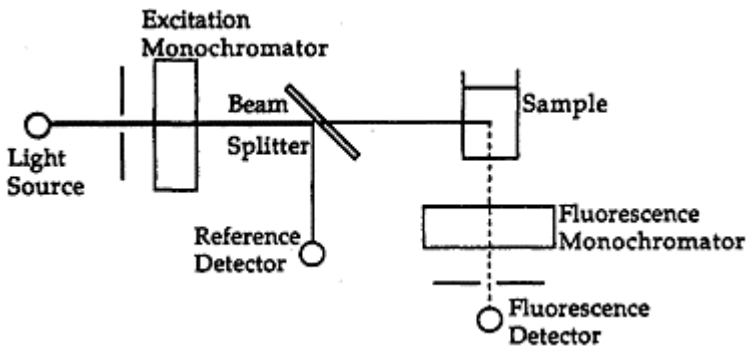 Excitation
Monochromator
Beam
Splitter
Sample
Light
Source
Reference
Detector
Fluorescence
Monochromator
Fluorescence
Detector